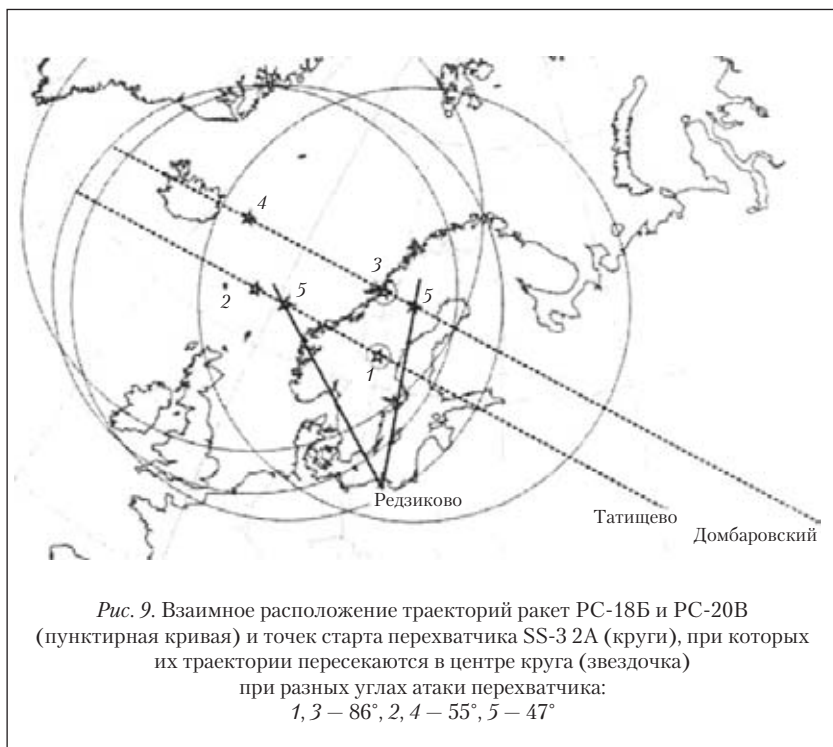 4
3
2
5
5
1
Редзиково
Татищево
Домбаровский
Рис. 9. Взаимное расположение траекторий ракет РС-18Б и РС-20В
(пунктирная кривая) и точек старта перехватчика SS-3 2A (круги), при которых
их траектории пересекаются в центре круга (звездочка)
при разных углах атаки перехватчика:
1, 3 – 86°, 2, 4 – 55°, 5 – 47°